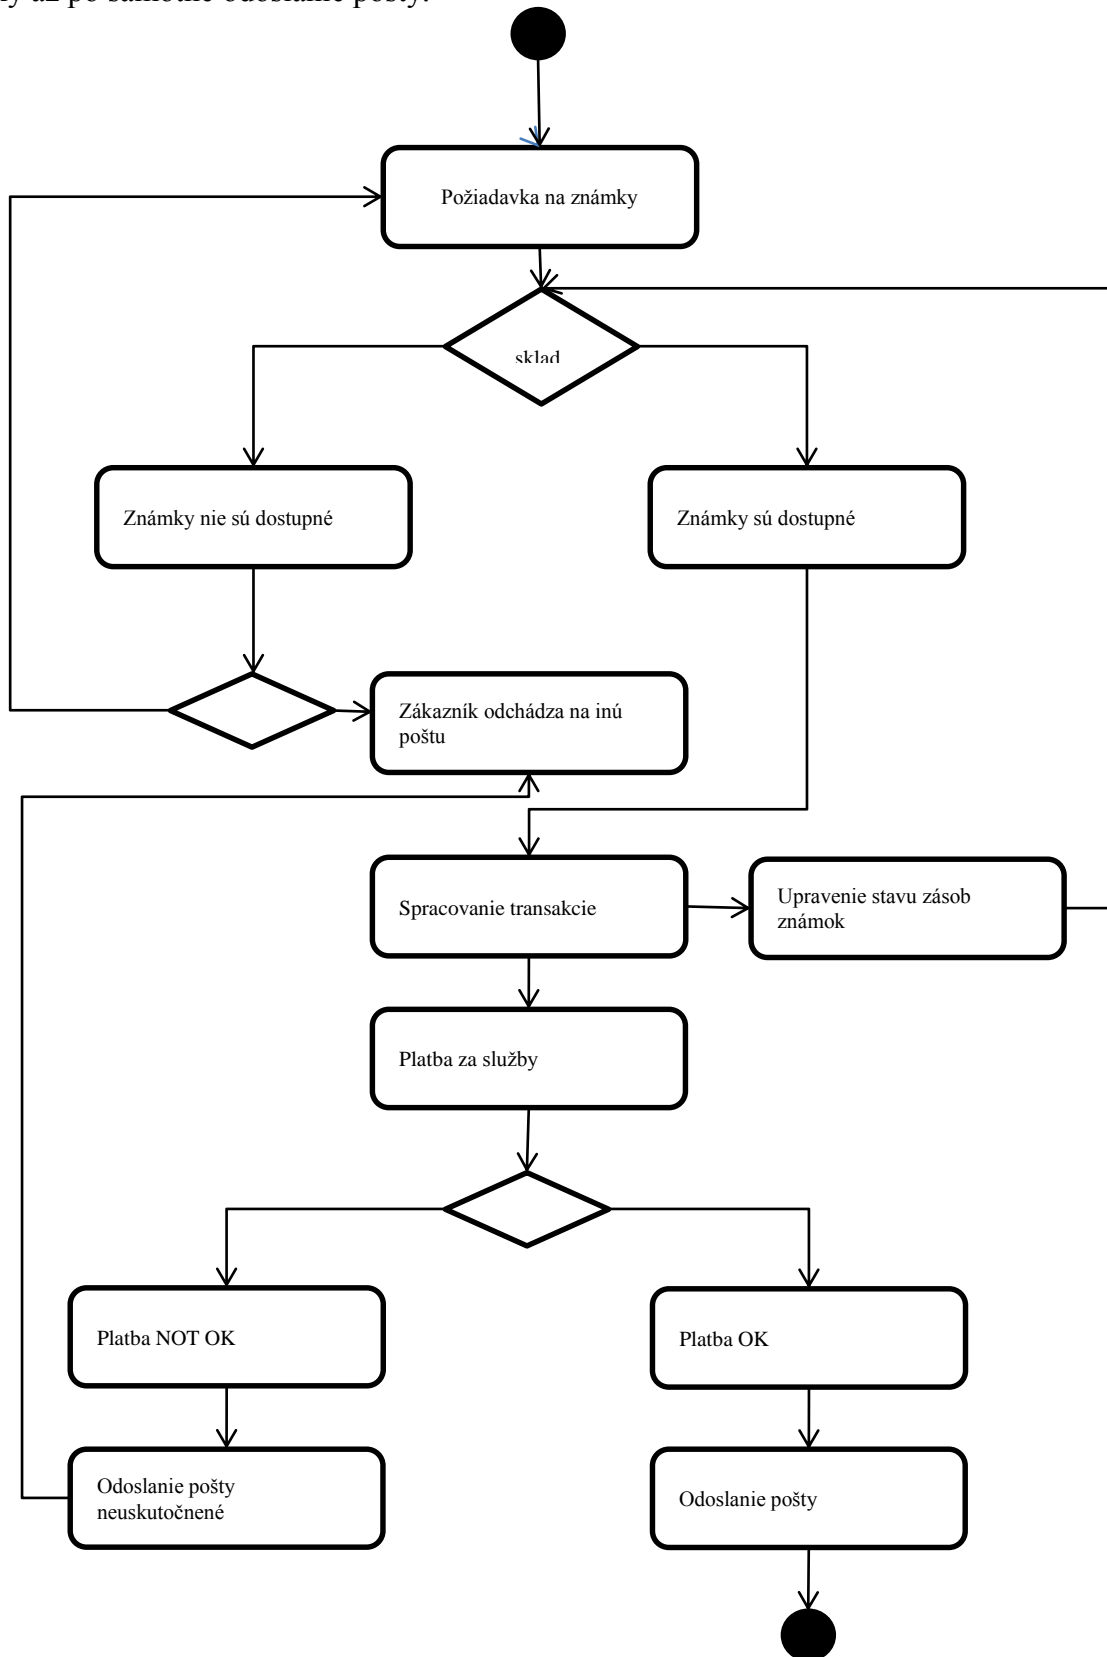 až po samotné odoslanie pošty.
Požiadavka na známky
sklad
Známky nie sú dostupné
Známky sú dostupné
Zákazník odchádza na inú
poštu
Spracovanie transakcie
Upravenie stavu zásob
známok
Platba za služby
Platba NOT OK
Platba OK
Odoslanie pošty
neuskutočnené
Odoslanie pošty